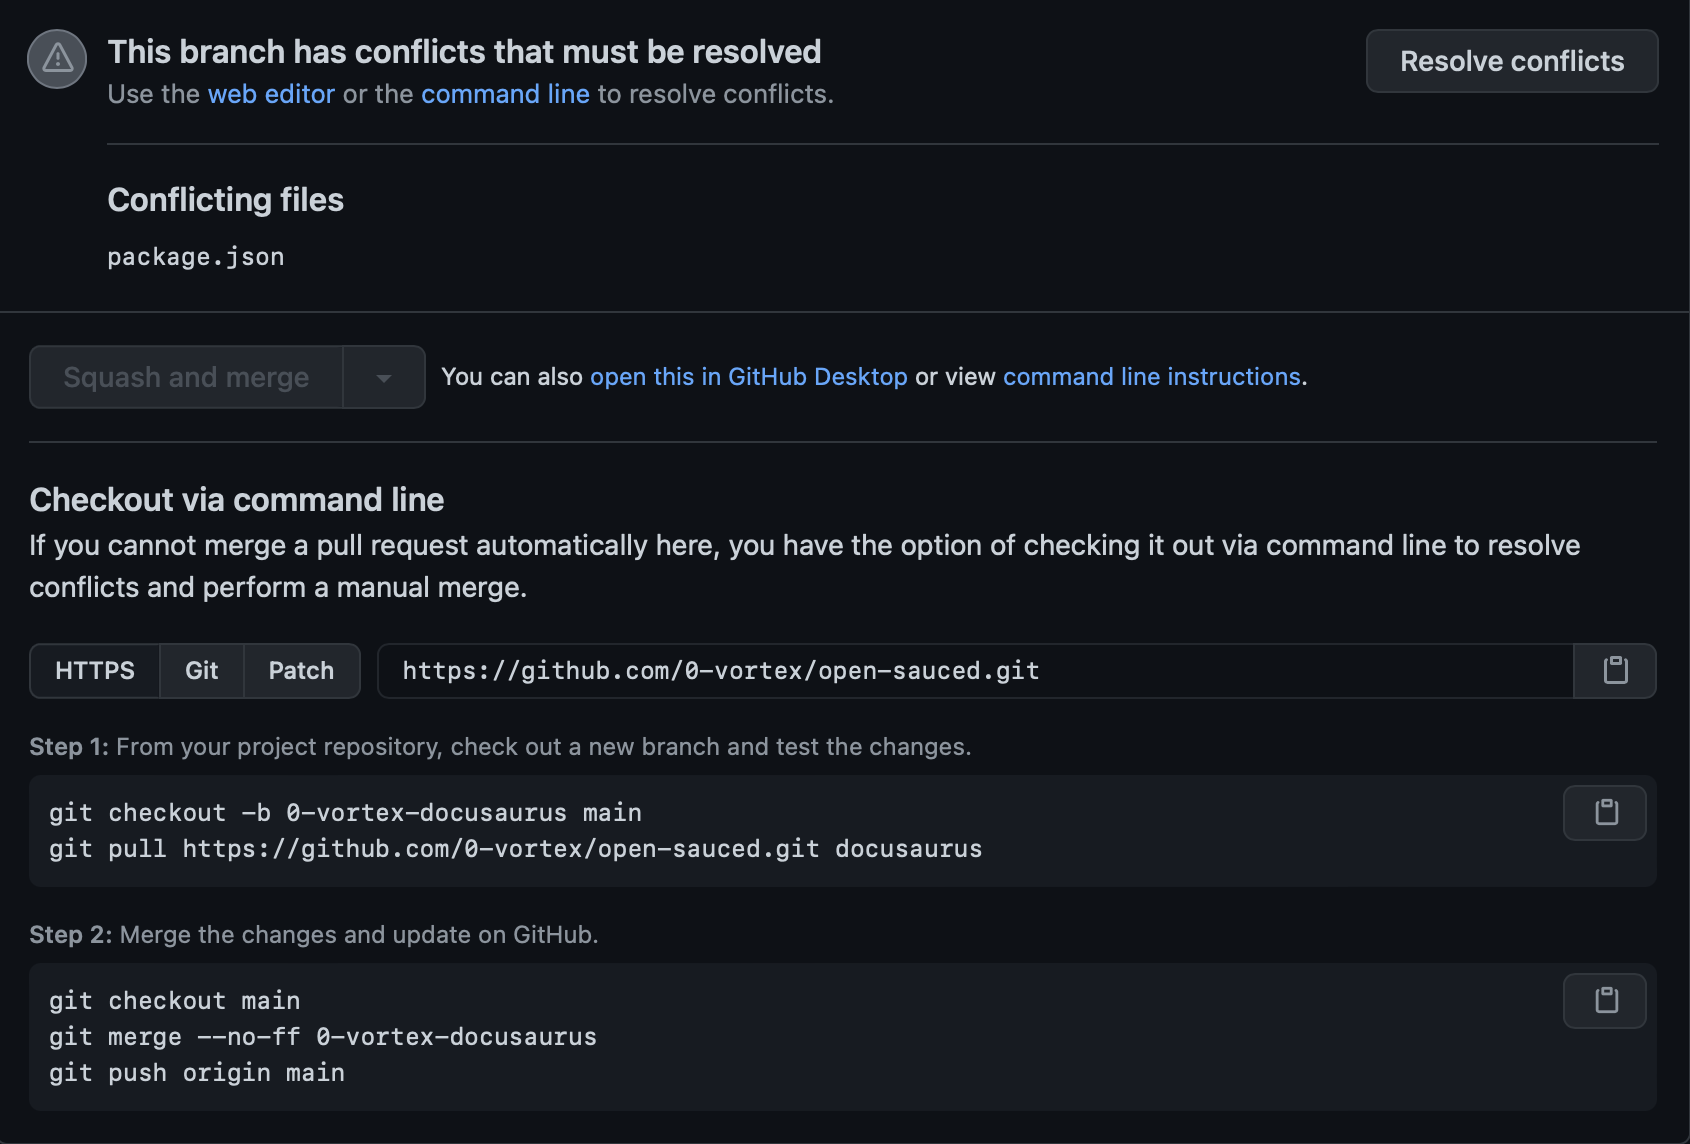 This branch has conflicts that must be resolved
Resolve conflicts
Use the web editor or the command line to resolve conflicts.
Conflicting files
package.json
Squash and merge
You can also open this in GitHub Desktop or view command line instructions.
Checkout via command line
If you cannot merge a pull request automatically here, you have the option of checking it out via command line to resolve
conflicts and perform a manual merge.
HTTPS Git Patch https://github.com/0-vortex/open-sauced.git
Step 1: From your project repository, check out a new branch and test the changes.
git checkout -b 0-vortex-docusaurus main
git pull https://github.com/0-vortex/open-sauced.git docusaurus
Step 2: Merge the changes and update on GitHub.
git checkout main
git merge --no-ff 0-vortex-docusaurus
git push origin main